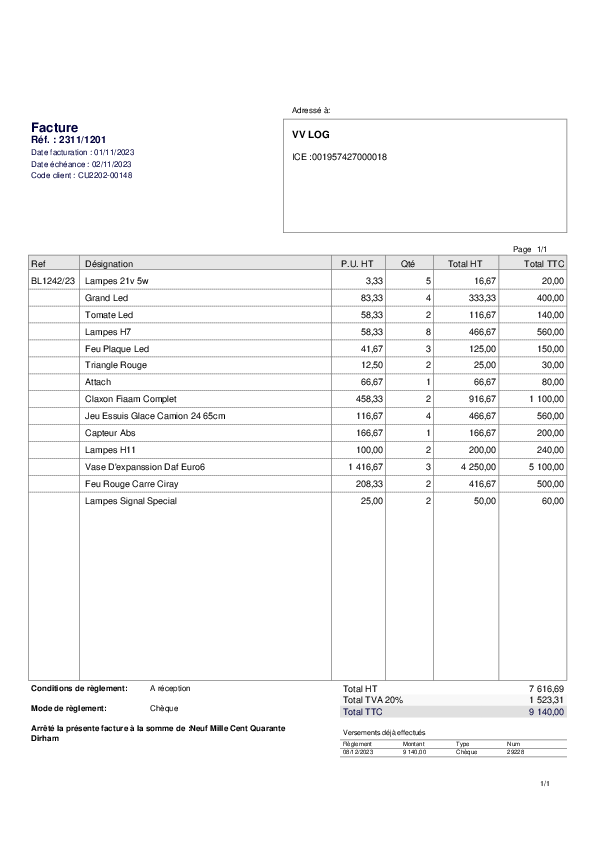 Adressé à:
Facture
Réf. : 2311/1201
Date facturation : 01/11/2023
Date échéance : 02/11/2023
Code client : CU2202-00148
VV LOG
ICE :001957427000018
Page 1/1
Ref Désignation P.U. HT Qté Total HT Total TTC
BL1242/23 Lampes 21v 5w 3,33 5 16,67 20,00
Grand Led 83,33 4 333,33 400,00
Tomate Led 58,33 2 116,67 140,00
Lampes H7 58,33 8 466,67 560,00
Feu Plaque Led 41,67 3 125,00 150,00
Triangle Rouge 12,50 2 25,00 30,00
Attach 66,67 1 66,67 80,00
Claxon Fiaam Complet 458,33 2 916,67 1 100,00
Jeu Essuis Glace Camion 24 65cm 116,67 4 466,67 560,00
Capteur Abs 166,67 1 166,67 200,00
Lampes H11 100,00 2 200,00 240,00
Vase D'expanssion Daf Euro6 1 416,67 3 4 250,00 5 100,00
Feu Rouge Carre Ciray 208,33 2 416,67 500,00
Lampes Signal Special 25,00 2 50,00 60,00
Conditions de règlement: A réception
Mode de règlement: Chèque
Arrêté la présente facture à la somme de :Neuf Mille Cent Quarante
Dirham
Total HT 7 616,69
Total TVA 20% 1 523,31
Total TTC 9 140,00
Versements déjà effectués
Règlement Montant Type Num
08/12/2023 9 140,00 Chèque 29228
1/1